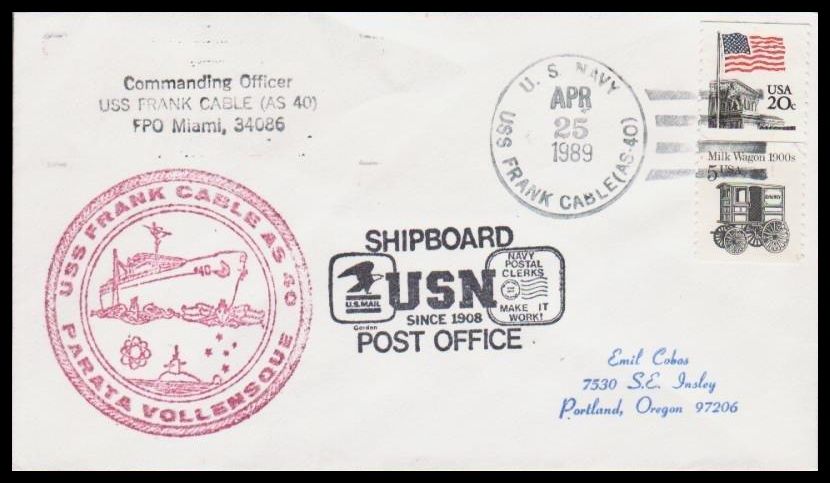 Commanding Officer
USS FRANK CABLE (AS 40)
FPO Miami, 34086
U. S. NAVY
APR
25
1989
USS FRANK CABLE (AS-40)
USA
20c
Milk Wagon 1900s
5 USA
USS FRANK CABLE AS 40
40
PARATA VOLLENSQUE
SHIPBOARD
U.S. MAIL
USN
SINCE 1908
NAVY
POSTAL
CLERKS
MAKE IT
WORK!
Gordon
POST OFFICE
Emil Cobos
7530 S.E. Insley
Portland, Oregon 97206